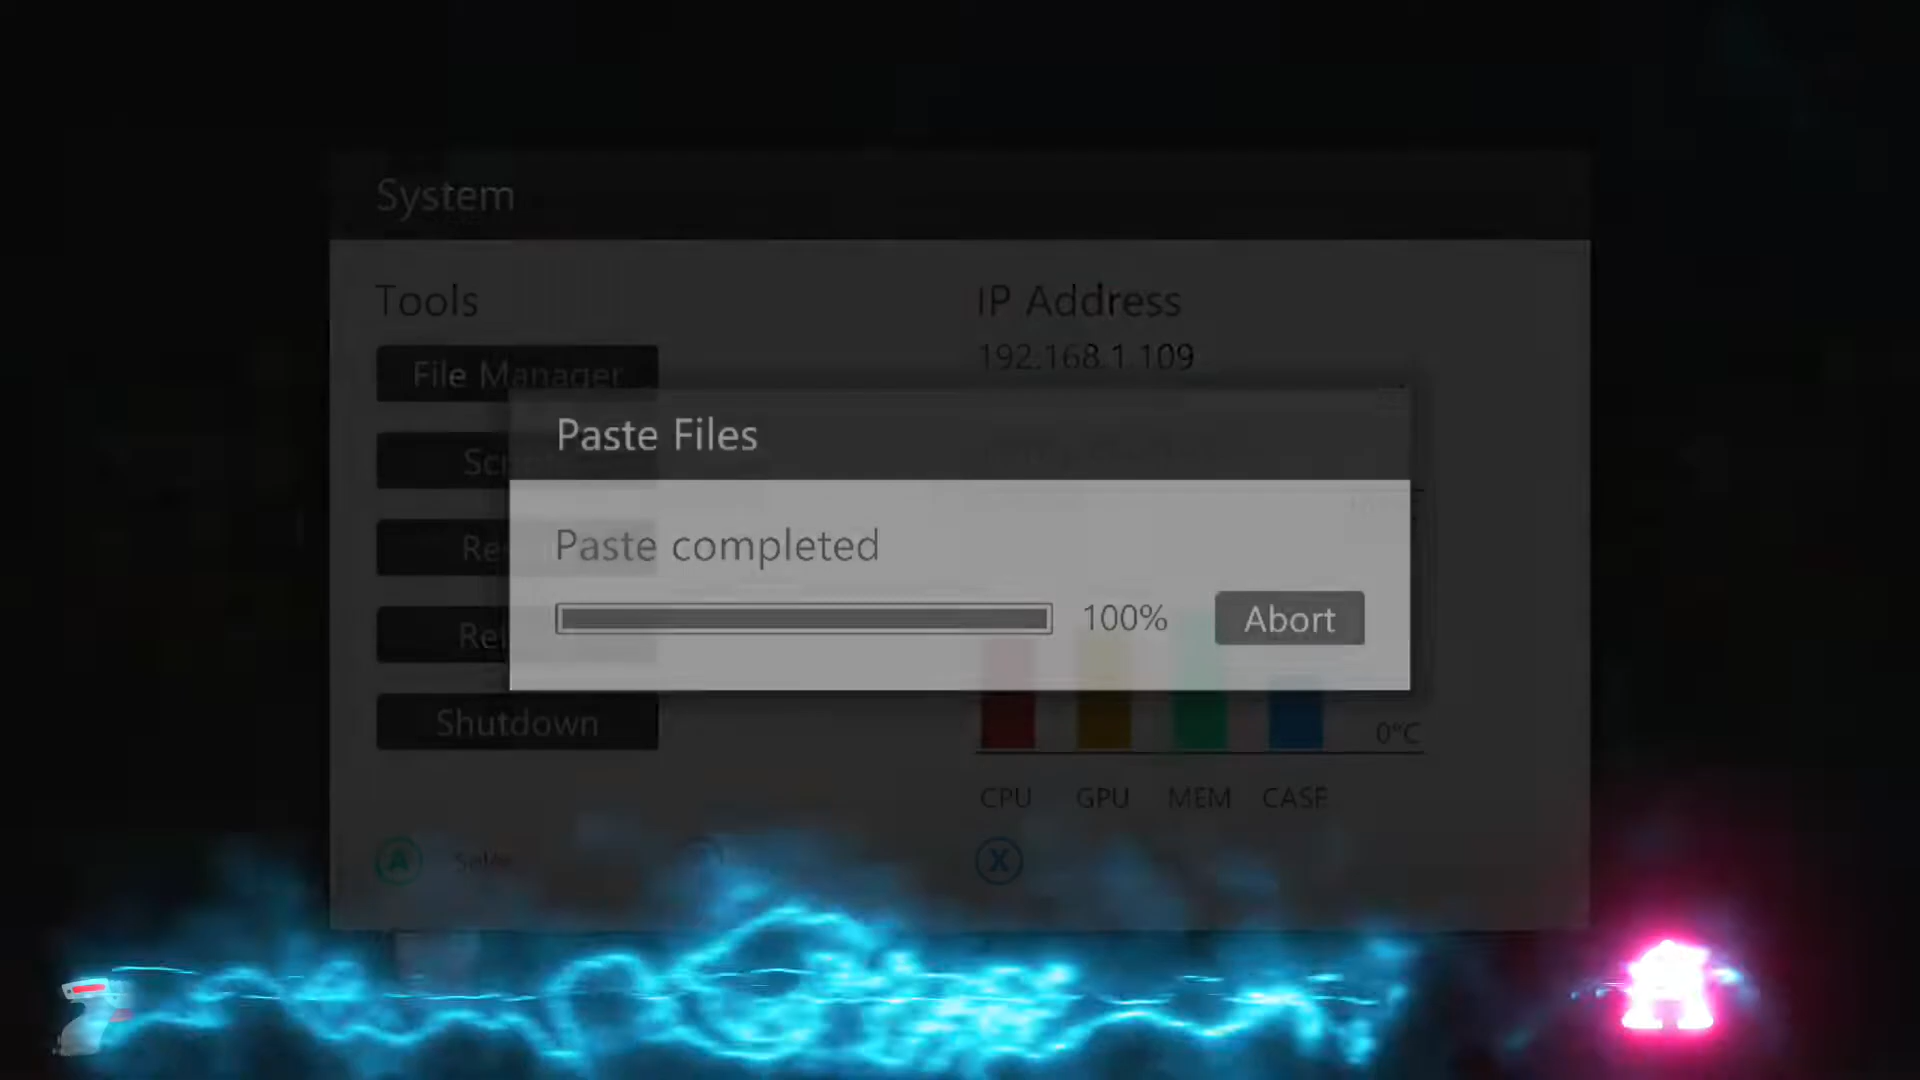 System
Tools
IP Address
File Manager
192.168.1.109
Paste Files
Paste completed
100%
Abort
Shutdown
0°C
CPU
GPU
MEM
CASE
A
X